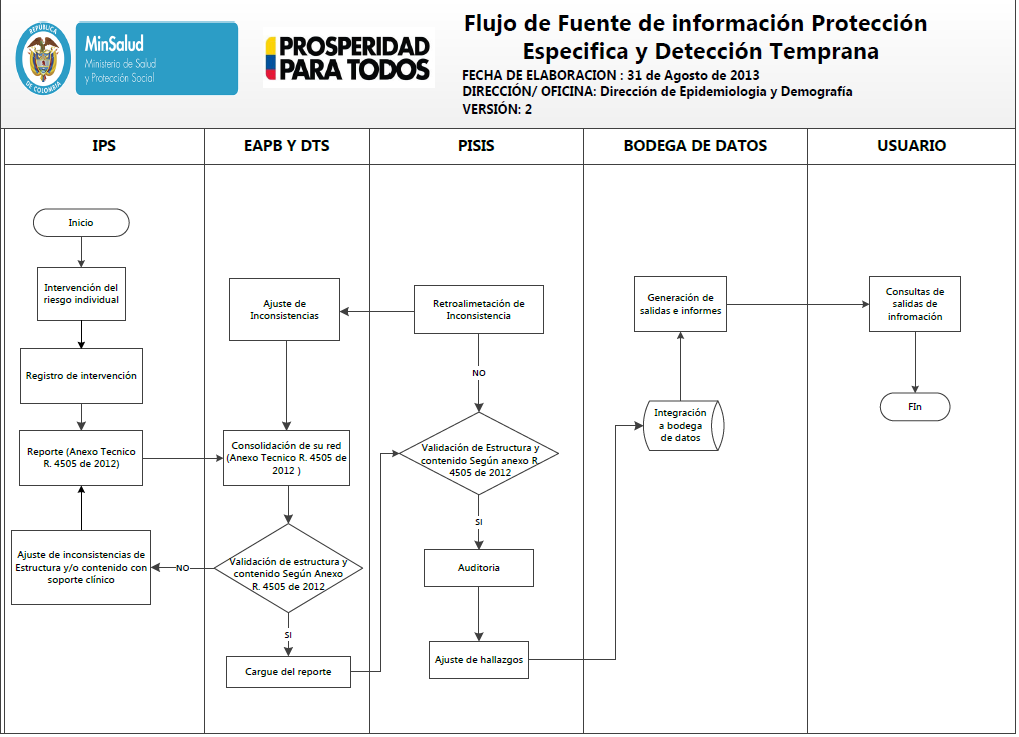 REPUBLICA
DE COLOMBIA
MinSalud
Ministerio de Salud
y Protección Social
PROSPERIDAD
PARA TODOS
Flujo de Fuente de información Protección
Especifica y Detección Temprana
FECHA DE ELABORACION : 31 de Agosto de 2013
DIRECCIÓN/ OFICINA: Dirección de Epidemiologia y Demografía
VERSIÓN: 2
IPS
EAPB Y DTS
PISIS
BODEGA DE DATOS
USUARIO
Inicio
Intervención del
riesgo individual
Registro de intervención
Reporte (Anexo Tecnico
R. 4505 de 2012)
Ajuste de inconsistencias de
Estructura y/o contenido con
soporte clínico
Ajuste de
Inconsistencias
Consolidación de su red
(Anexo Tecnico R. 4505 de
2012 )
NO
Validación de estructura y
contenido Según Anexo
R. 4505 de 2012
SI
Cargue del reporte
Retroalimetación de
Inconsistencia
NO
Validación de Estructura y
contenido Según anexo R.
4505 de 2012
SI
Auditoria
Ajuste de hallazgos
Generación de
salidas e informes
Integración
a bodega
de datos
Consultas de
salidas de
infromación
FIn